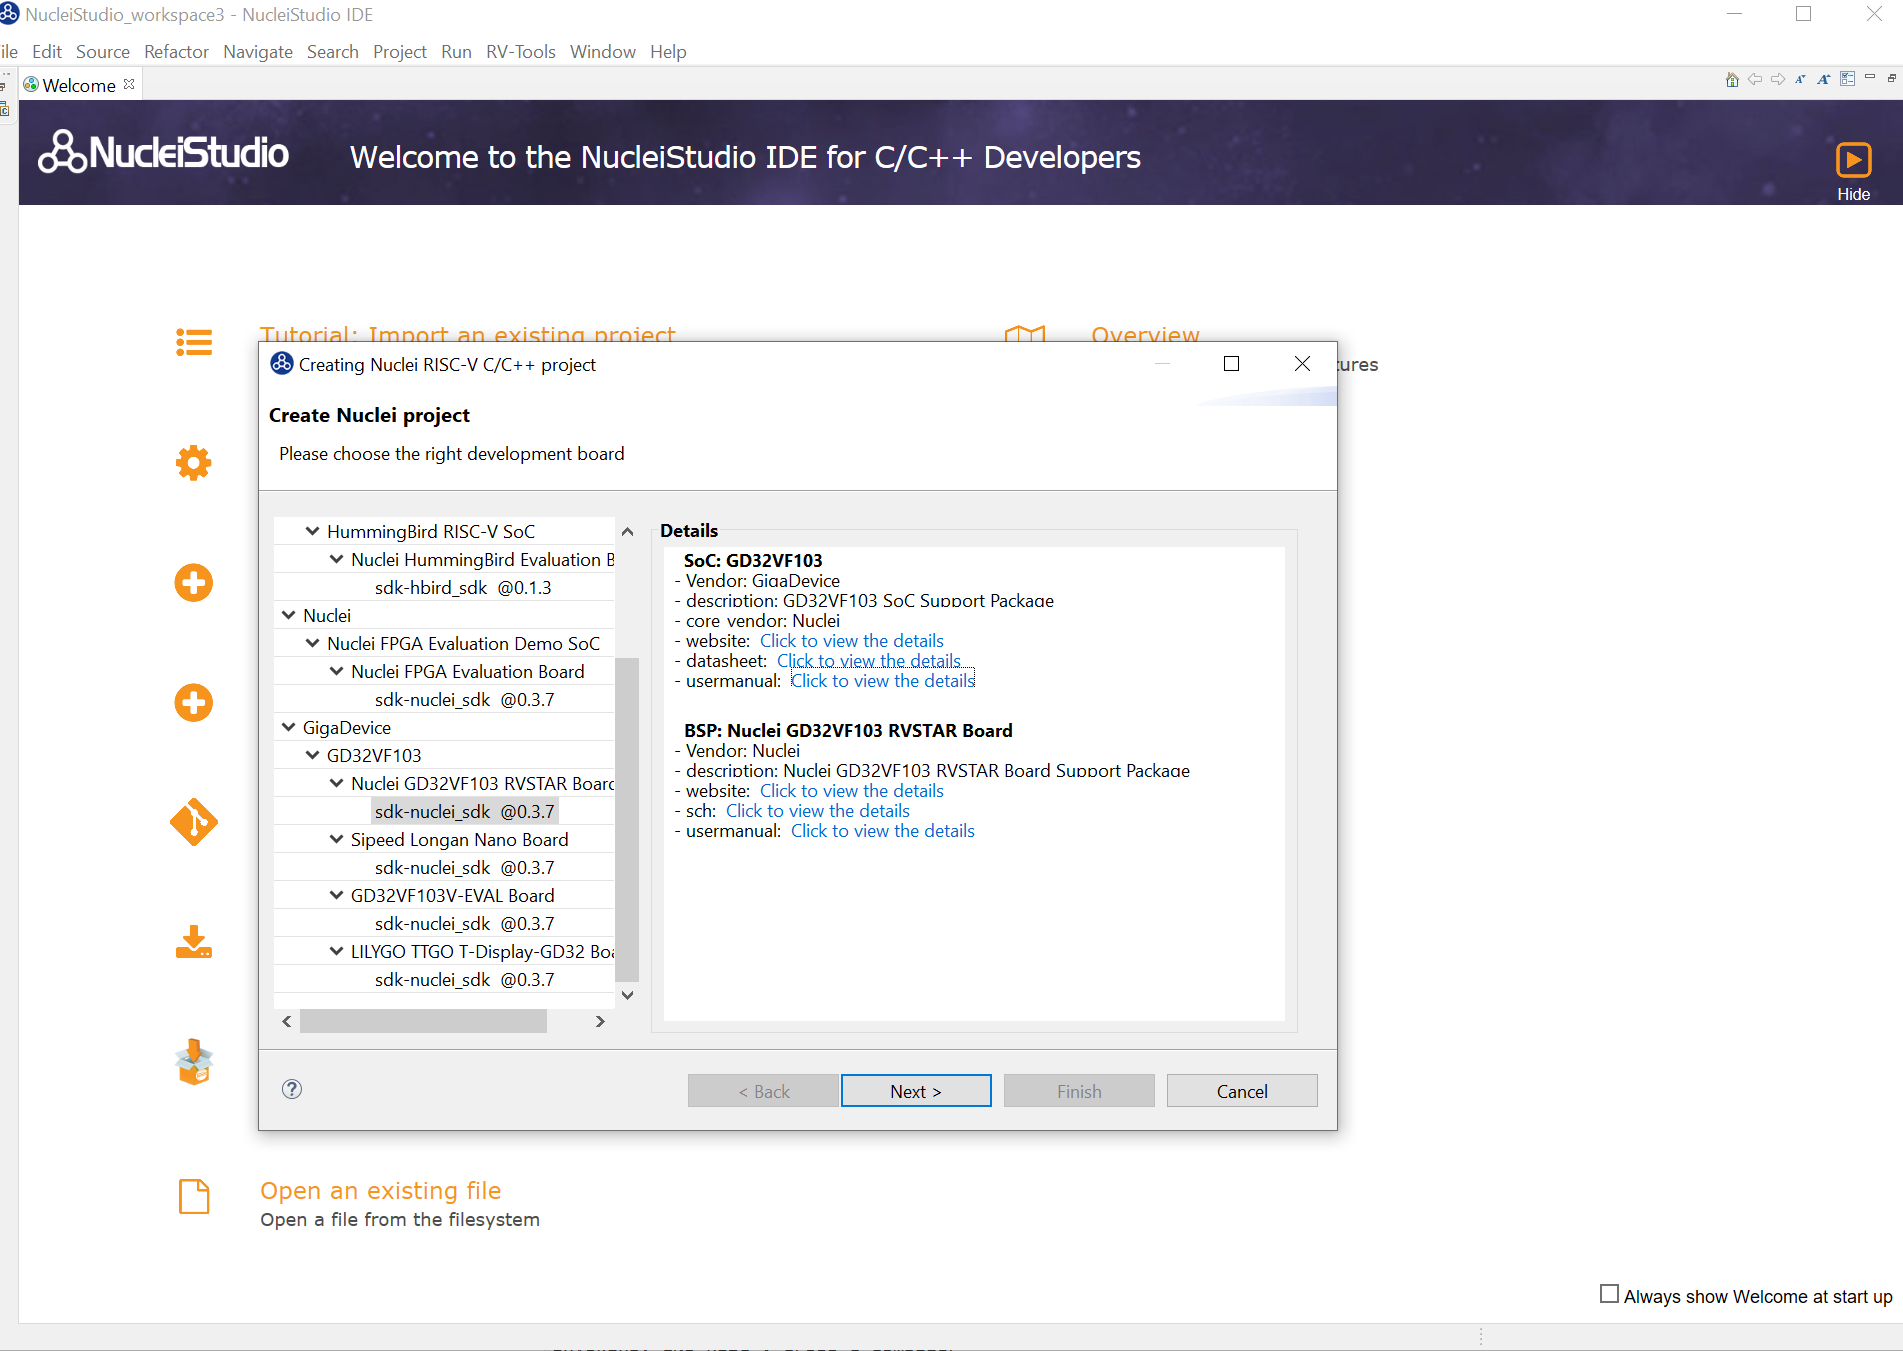 NucleiStudio_workspace3 - NucleiStudio IDE
ile Edit Source Refactor Navigate Search Project Run RV-Tools Window Help
Welcome
NucleiStudio
Welcome to the NucleiStudio IDE for C/C++ Developers
Hide
Tutorial: Import an existing project
Overview
tures
Creating Nuclei RISC-V C/C++ project
Create Nuclei project
Please choose the right development board
HummingBird RISC-V SoC
Nuclei HummingBird Evaluation B
sdk-hbird_sdk @0.1.3
Nuclei
Nuclei FPGA Evaluation Demo SoC
Nuclei FPGA Evaluation Board
sdk-nuclei_sdk @0.3.7
GigaDevice
GD32VF103
Nuclei GD32VF103 RVSTAR Board
sdk-nuclei_sdk @0.3.7
Sipeed Longan Nano Board
sdk-nuclei_sdk @0.3.7
GD32VF103V-EVAL Board
sdk-nuclei_sdk @0.3.7
LILYGO TTGO T-Display-GD32 Boa
sdk-nuclei_sdk @0.3.7
Details
SoC: GD32VF103
- Vendor: GigaDevice
- description: GD32VF103 SoC Support Package
- core vendor: Nuclei
- website: Click to view the details
- datasheet: Click to view the details
- usermanual: Click to view the details
BSP: Nuclei GD32VF103 RVSTAR Board
- Vendor: Nuclei
- description: Nuclei GD32VF103 RVSTAR Board Support Package
- website: Click to view the details
- sch: Click to view the details
- usermanual: Click to view the details
< Back
Next >
Finish
Cancel
Open an existing file
Open a file from the filesystem
Always show Welcome at start up